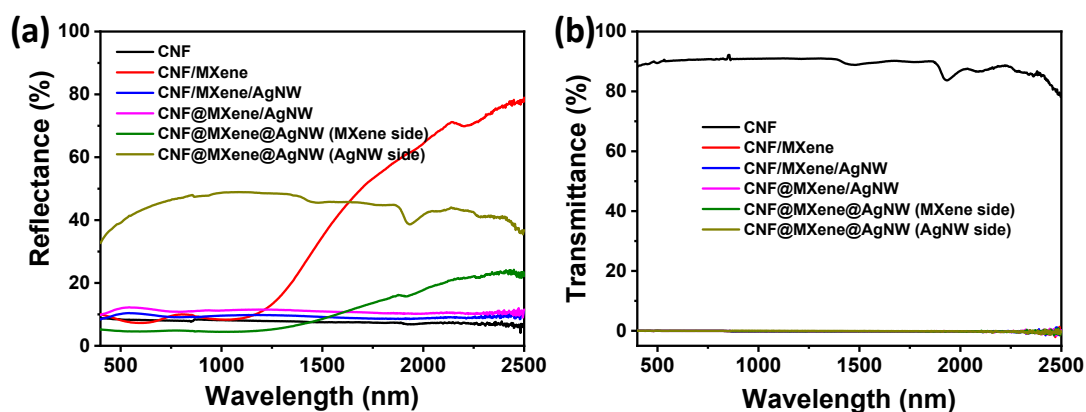 (a)
Reflectance (%)
100
80
60
40
20
0
CNF
CNF/MXene
CNF/MXene/AgNW
CNF@MXene/AgNW
CNF@MXene@AgNW (MXene side)
CNF@MXene@AgNW (AgNW side)
500 1000 1500 2000 2500
Wavelength (nm)
(b)
Transmittance (%)
100
80
60
40
20
0
CNF
CNF/MXene
CNF/MXene/AgNW
CNF@MXene/AgNW
CNF@MXene@AgNW (MXene side)
CNF@MXene@AgNW (AgNW side)
500 1000 1500 2000 2500
Wavelength (nm)